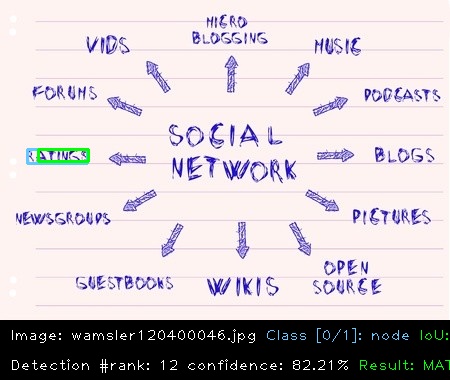 MICRO
BLOGGING
VIDS
MUSIC
FORUMS
PODCASTS
SOCIAL
NETWORK
RATINGS
BLOGS
NEWSGROUPS
PICTURES
GUESTBOOKS
WIKIS
OPEN
SOURCE
Image: wamsler120400046.jpg Class [0/1]: node IoU:
Detection #rank: 12 confidence: 82.21% Result: MAT